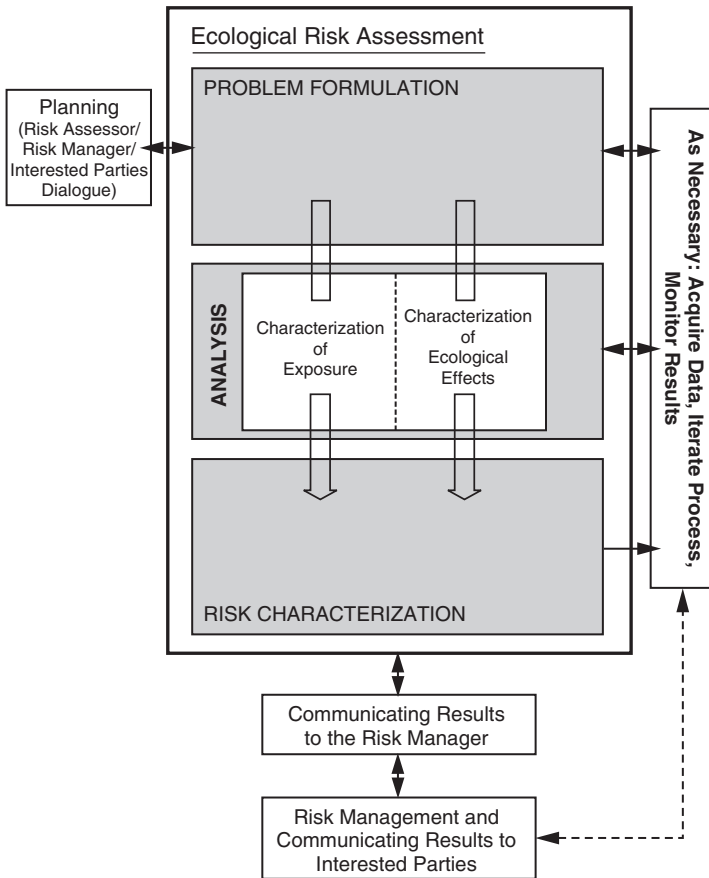 Ecological Risk Assessment
PROBLEM FORMULATION
Planning
(Risk Assessor/
Risk Manager/
Interested Parties
Dialogue)
As Necessary: Acquire Data, Iterate Process,
Monitor Results
ANALYSIS
Characterization
of
Exposure
Characterization
of
Ecological
Effects
RISK CHARACTERIZATION
Communicating Results
to the Risk Manager
Risk Management and
Communicating Results to
Interested Parties